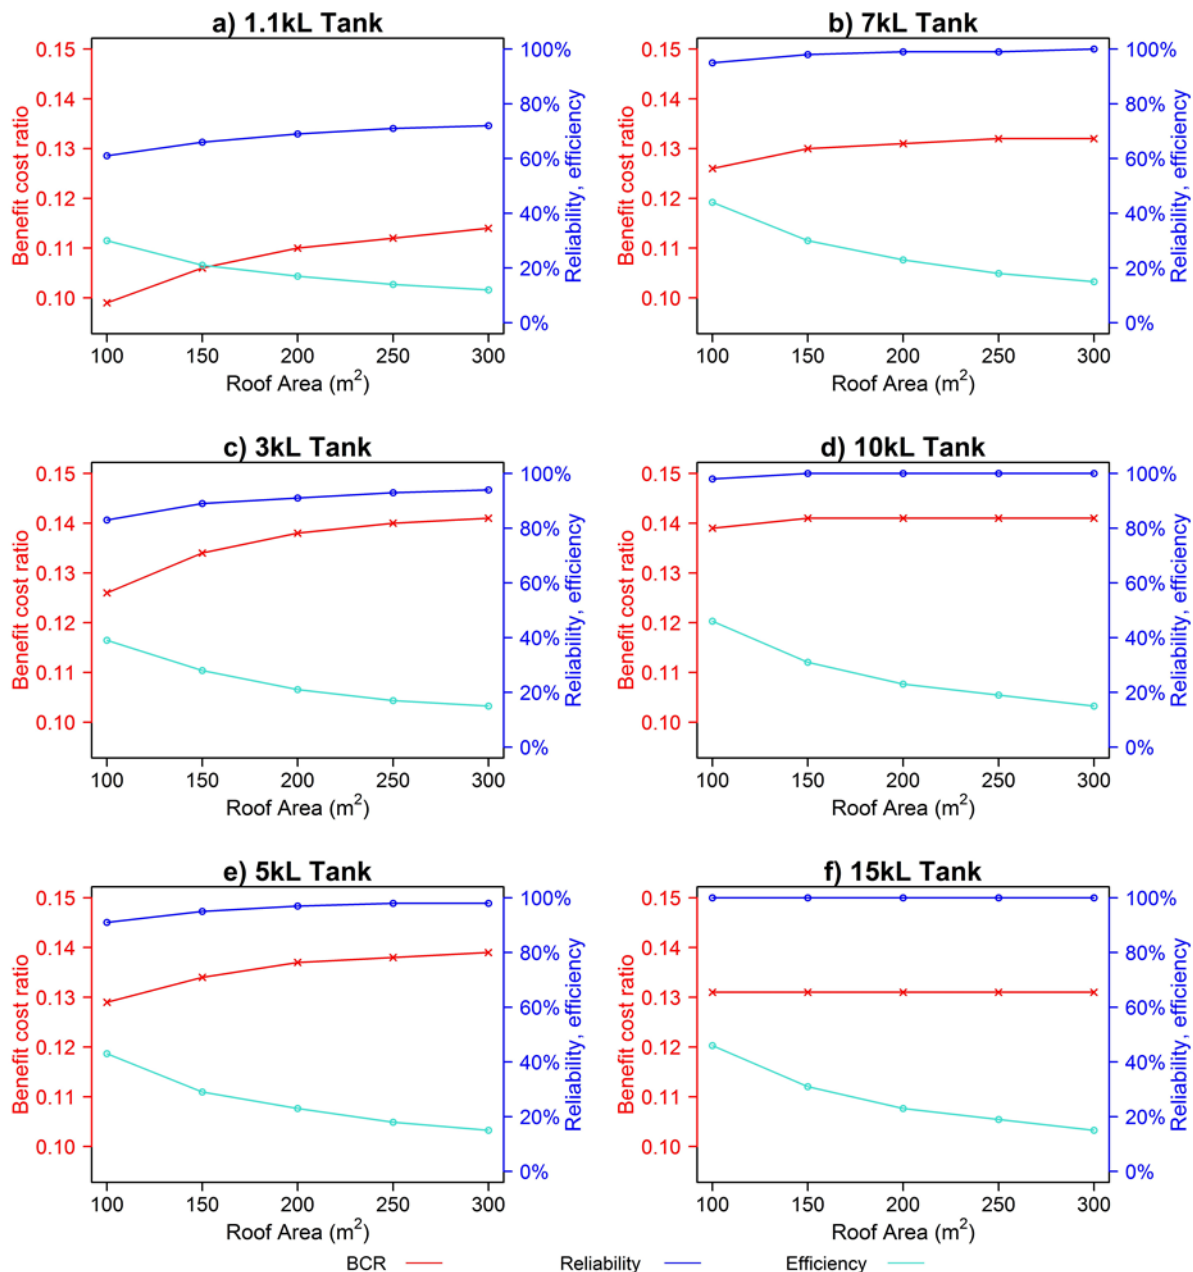 a) 1.1kL Tank
0.15
0.14
0.13
0.12
0.11
0.10
Benefit cost ratio
100%
80%
60%
40%
20%
0%
Reliability, efficiency
100 150 200 250 300
Roof Area (m²)
b) 7kL Tank
0.15
0.14
0.13
0.12
0.11
0.10
Benefit cost ratio
100%
80%
60%
40%
20%
0%
Reliability, efficiency
100 150 200 250 300
Roof Area (m²)
c) 3kL Tank
0.15
0.14
0.13
0.12
0.11
0.10
Benefit cost ratio
100%
80%
60%
40%
20%
0%
Reliability, efficiency
100 150 200 250 300
Roof Area (m²)
d) 10kL Tank
0.15
0.14
0.13
0.12
0.11
0.10
Benefit cost ratio
100%
80%
60%
40%
20%
0%
Reliability, efficiency
100 150 200 250 300
Roof Area (m²)
e) 5kL Tank
0.15
0.14
0.13
0.12
0.11
0.10
Benefit cost ratio
100%
80%
60%
40%
20%
0%
Reliability, efficiency
100 150 200 250 300
Roof Area (m²)
f) 15kL Tank
0.15
0.14
0.13
0.12
0.11
0.10
Benefit cost ratio
100%
80%
60%
40%
20%
0%
Reliability, efficiency
100 150 200 250 300
Roof Area (m²)
BCR Reliability Efficiency